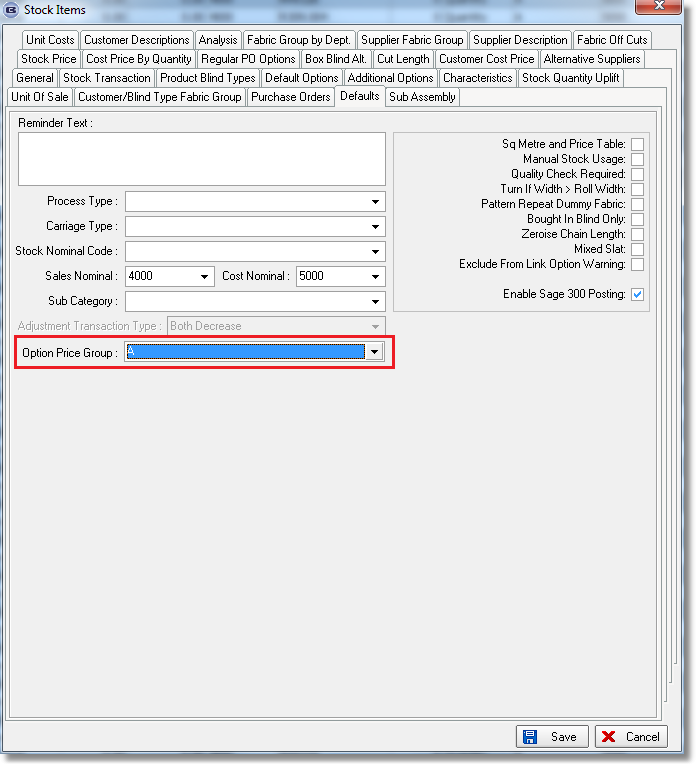 Stock Items
Unit Costs Customer Descriptions Analysis Fabric Group by Dept. Supplier Fabric Group Supplier Description Fabric Off Cuts
Stock Price Cost Price By Quantity Regular PO Options Box Blind Alt. Cut Length Customer Cost Price Alternative Suppliers
General Stock Transaction Product Blind Types Default Options Additional Options Characteristics Stock Quantity Uplift
Unit Of Sale Customer/Blind Type Fabric Group Purchase Orders Defaults Sub Assembly
Reminder Text :
Process Type :
Carriage Type :
Stock Nominal Code :
Sales Nominal : 4000 Cost Nominal : 5000
Sub Category :
Adjustment Transaction Type : Both Decrease
Option Price Group : A
Sq Metre and Price Table:
Manual Stock Usage:
Quality Check Required:
Turn If Width > Roll Width:
Pattern Repeat Dummy Fabric:
Bought In Blind Only:
Zeroise Chain Length:
Mixed Slat:
Exclude From Link Option Warning:
Enable Sage 300 Posting:
Save Cancel